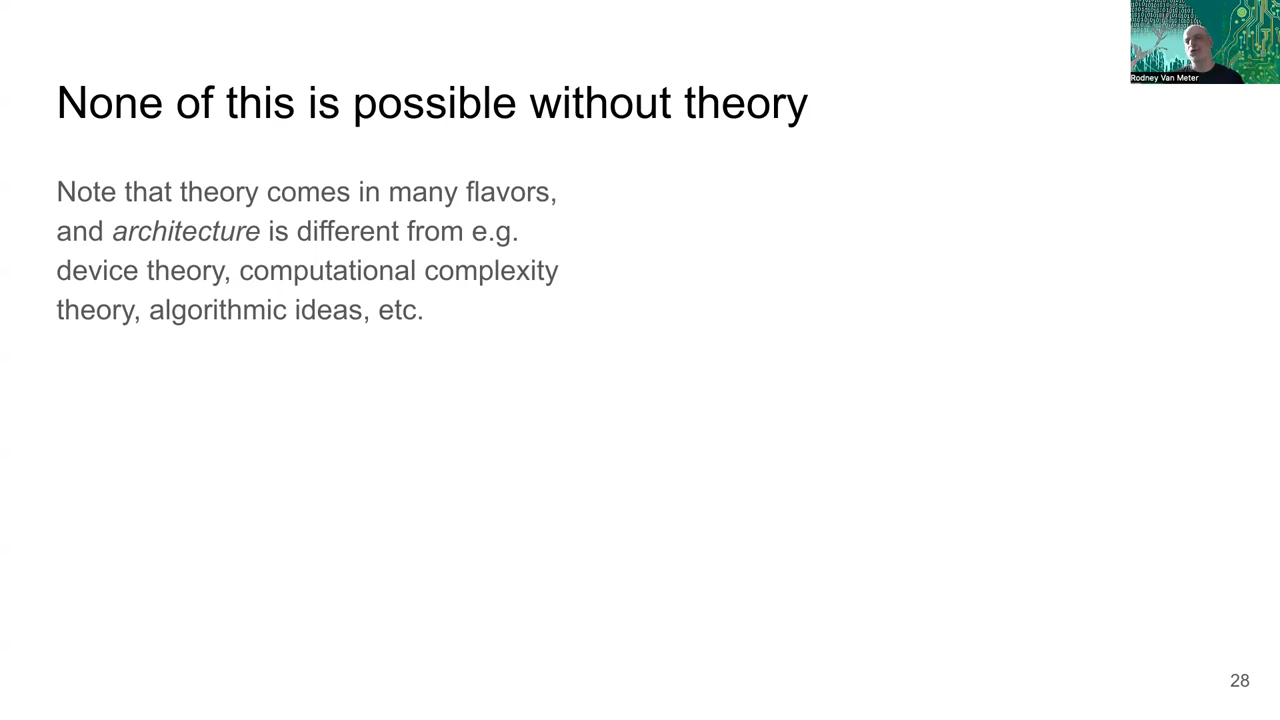 Rodney Van Meter
None of this is possible without theory
Note that theory comes in many flavors,
and architecture is different from e.g.
device theory, computational complexity
theory, algorithmic ideas, etc.
28